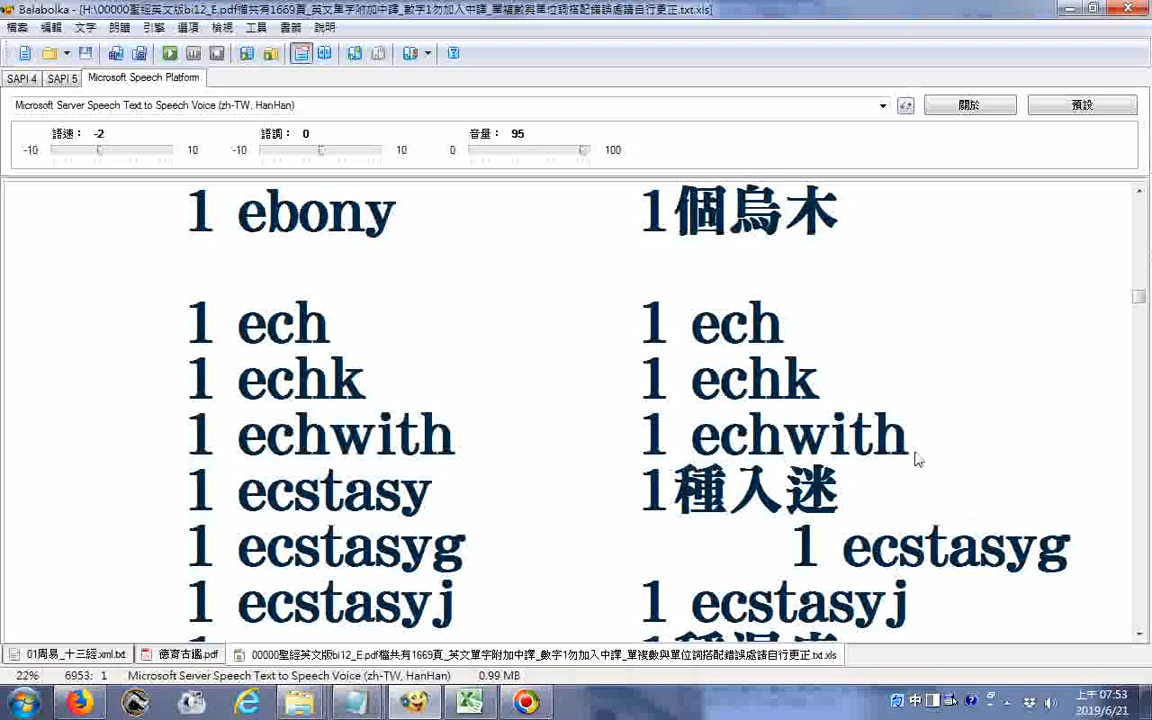 Balabolka - [H:\00000聖經英文版bi12_E.pdf檔共有1669頁_英文單字附加中譯_數字1勿加入中譯_單複數與單位詞搭配錯誤處請自行更正.txt.xls]
檔案 編輯 文字 朗讀 引擎 選項 檢視 工具 書籤 說明
SAPI 4 SAPI 5 Microsoft Speech Platform
Microsoft Server Speech Text to Speech Voice (zh-TW, HanHan) 關於 預設
語速: -2 語調: 0 音量: 95
-10 10 -10 10 0 100
1 ebony 1個烏木
1 ech 1 ech
1 echk 1 echk
1 echwith 1 echwith
1 ecstasy 1種入迷
1 ecstasyg 1 ecstasyg
1 ecstasyj 1 ecstasyj
01周易_十三經.xml.txt 德育古鑑.pdf 00000聖經英文版bi12_E.pdf檔共有1669頁_英文單字附加中譯_數字1勿加入中譯_單複數與單位詞搭配錯誤處請自行更正.txt.xls
22% 6953: 1 Microsoft Server Speech Text to Speech Voice (zh-TW, HanHan) 0.99 MB
中 上午 07:53
2019/6/21